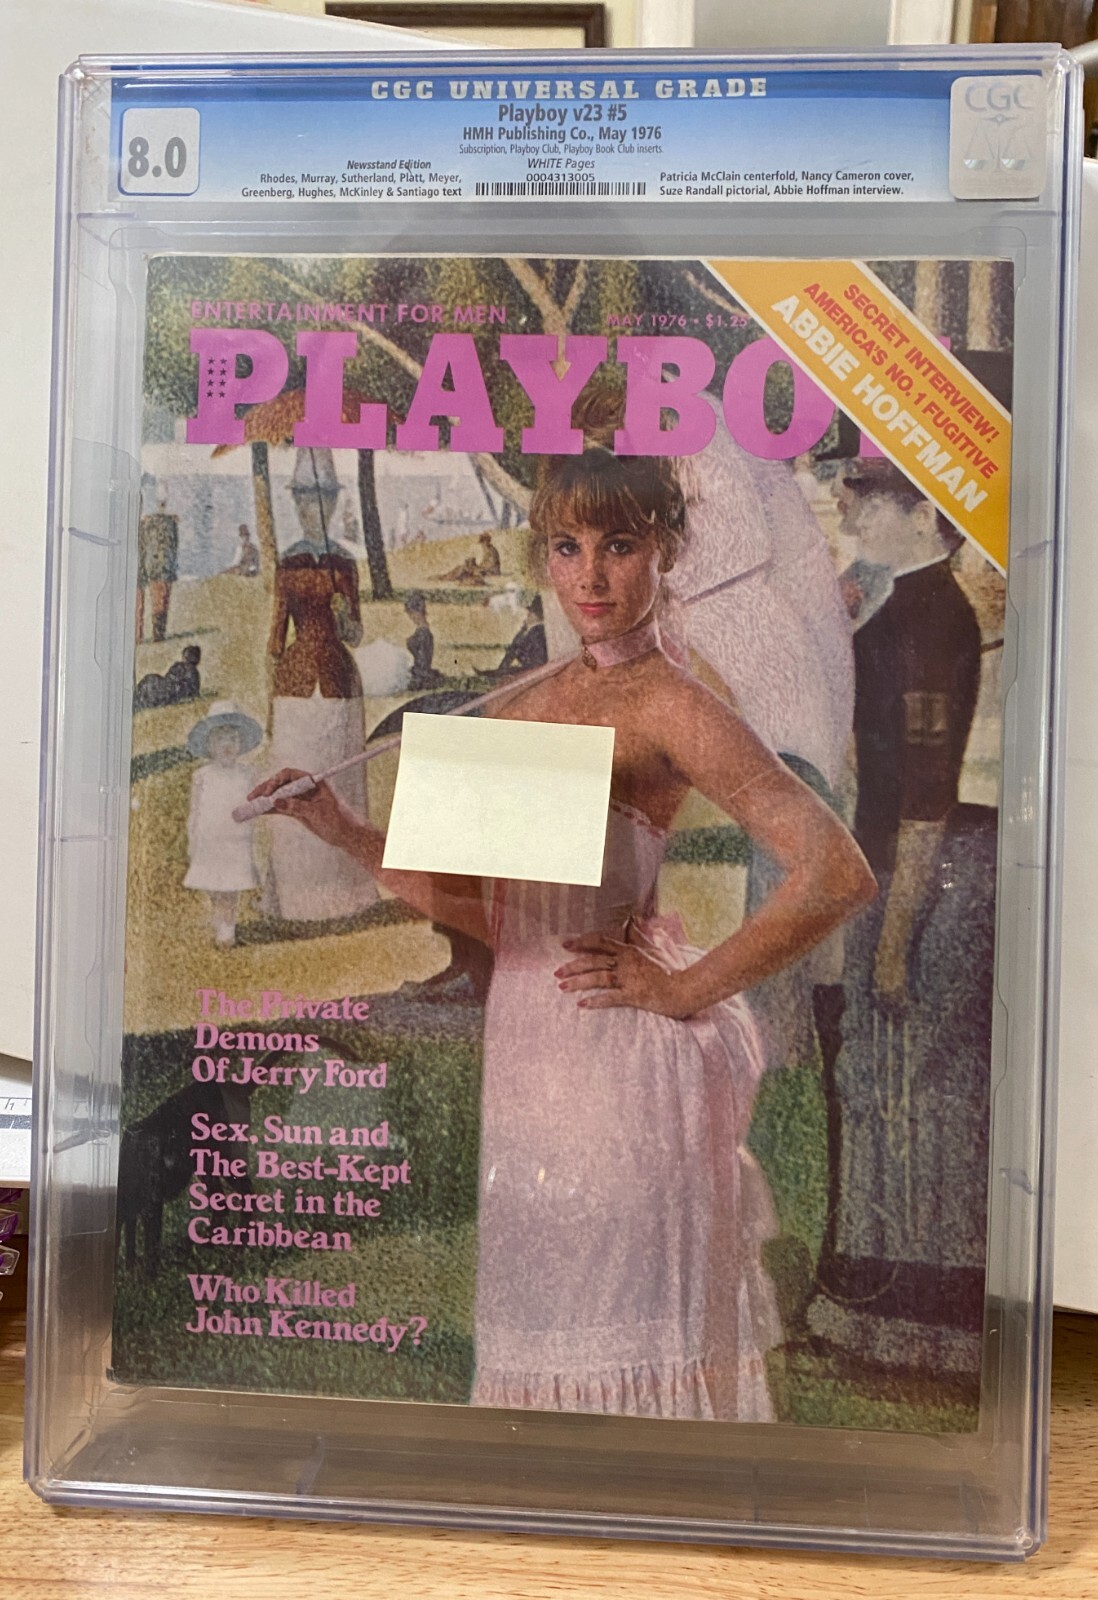 CGC UNIVERSAL GRADE
Playboy v23 #5
HMH Publishing Co., May 1976
Subscription, Playboy Club, Playboy Book Club inserts.
8.0
CGC
Newsstand Edition
Rhodes, Murray, Sutherland, Platt, Meyer,
Greenberg, Hughes, McKinley & Santiago text
WHITE Pages
0004313005
Patricia McClain centerfold, Nancy Cameron cover,
Suze Randall pictorial, Abbie Hoffman interview.
ENTERTAINMENT FOR MEN
MAY 1976 • $1.25
PLAYBO
SECRET INTERVIEW!
AMERICA'S NO. 1 FUGITIVE
ABBIE HOFFMAN
The Private
Demons
Of Jerry Ford
Sex, Sun and
The Best-Kept
Secret in the
Caribbean
Who Killed
John Kennedy?